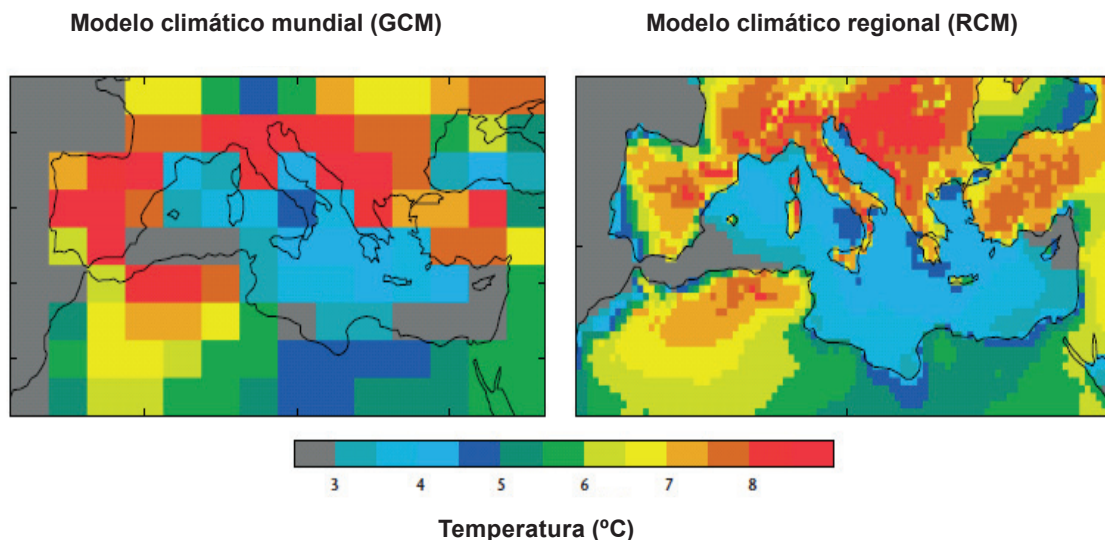 Modelo climático mundial (GCM)
Modelo climático regional (RCM)
3 4 5 6 7 8
Temperatura (ºC)